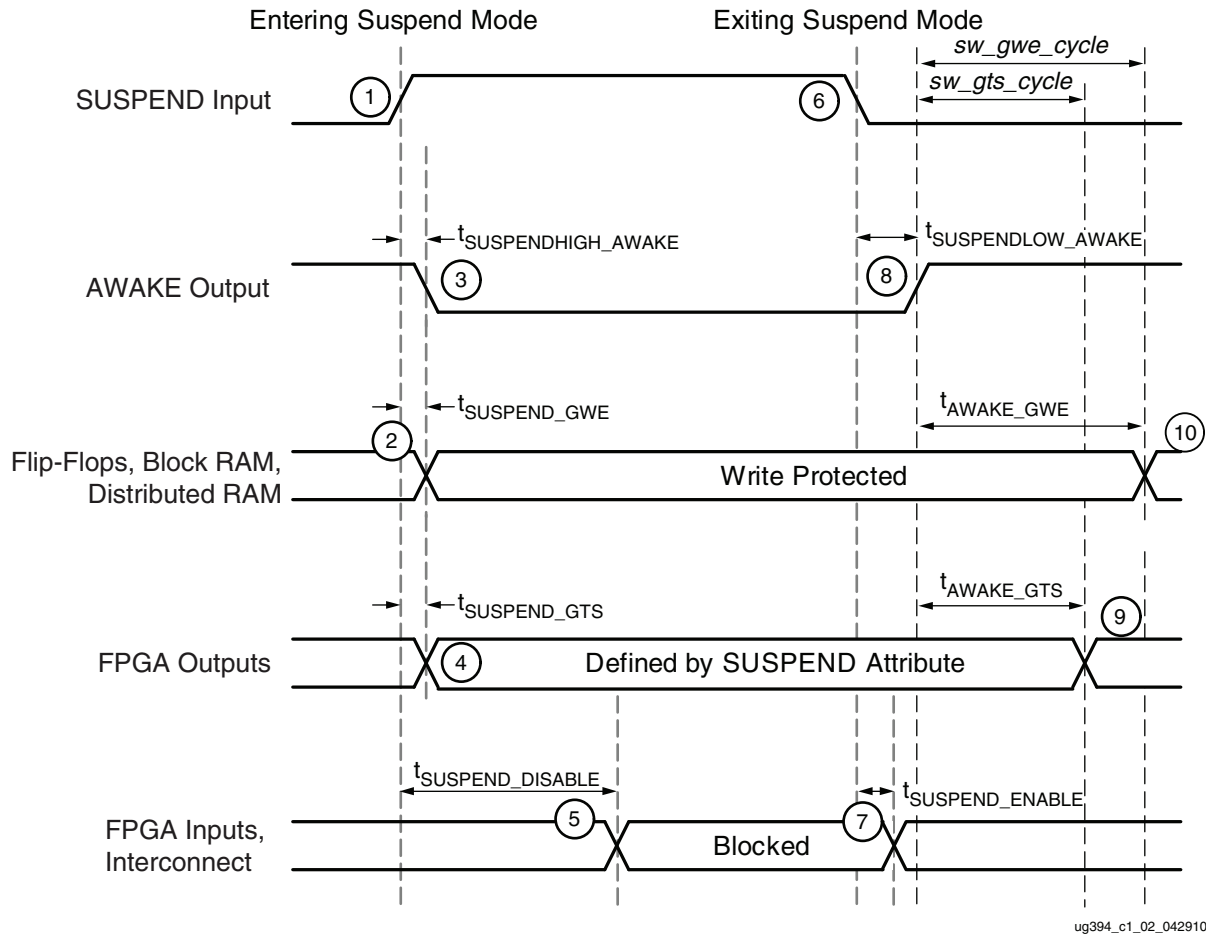 Entering Suspend Mode
Exiting Suspend Mode
sw_gwe_cycle
sw_gts_cycle
SUSPEND Input
1
6
tSUSPENDHIGH_AWAKE
tSUSPENDLOW_AWAKE
AWAKE Output
3
8
tSUSPEND_GWE
tAWAKE_GWE
Flip-Flops, Block RAM,
Distributed RAM
2
Write Protected
10
tSUSPEND_GTS
tAWAKE_GTS
FPGA Outputs
4
Defined by SUSPEND Attribute
9
tSUSPEND_DISABLE
tSUSPEND_ENABLE
FPGA Inputs,
Interconnect
5
Blocked
7
ug394_c1_02_042910